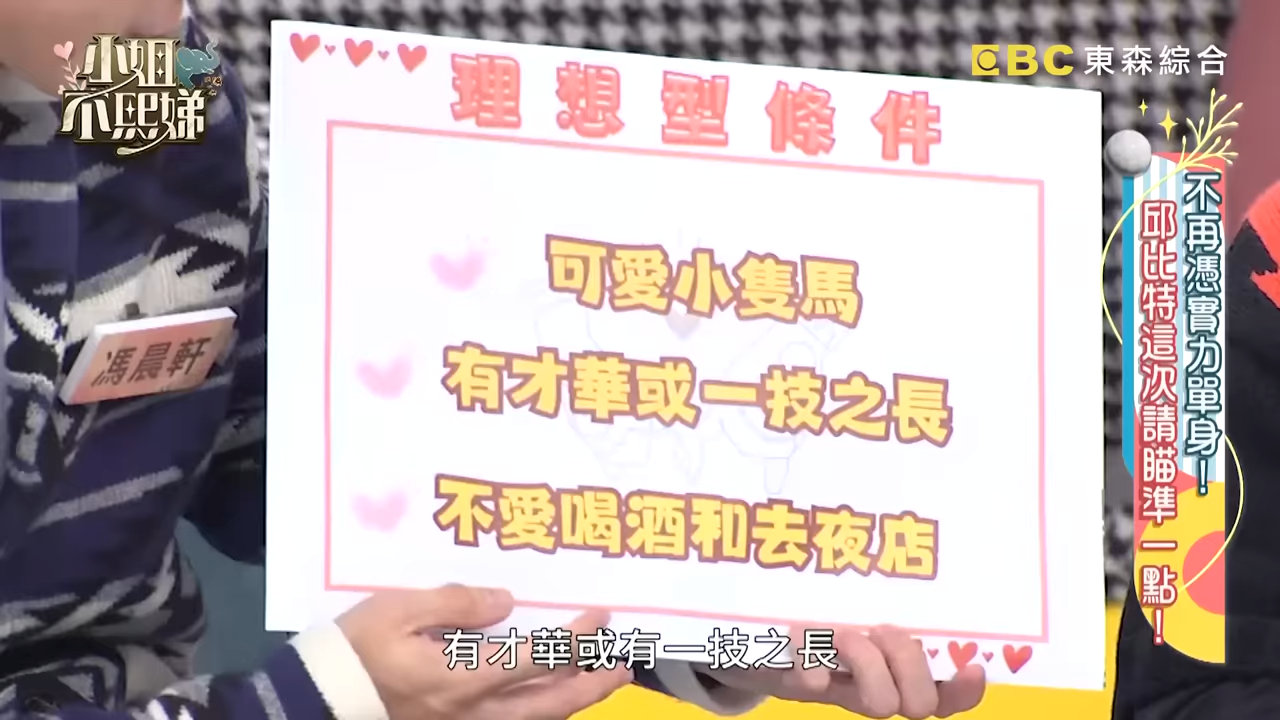 小姐
不熙娣
EBC 東森綜合
理想型條件
可愛小隻馬
有才華或一技之長
不愛喝酒和去夜店
馮晨軒
不再憑實力單身！
邱比特這次請瞄準一點！
有才華或有一技之長